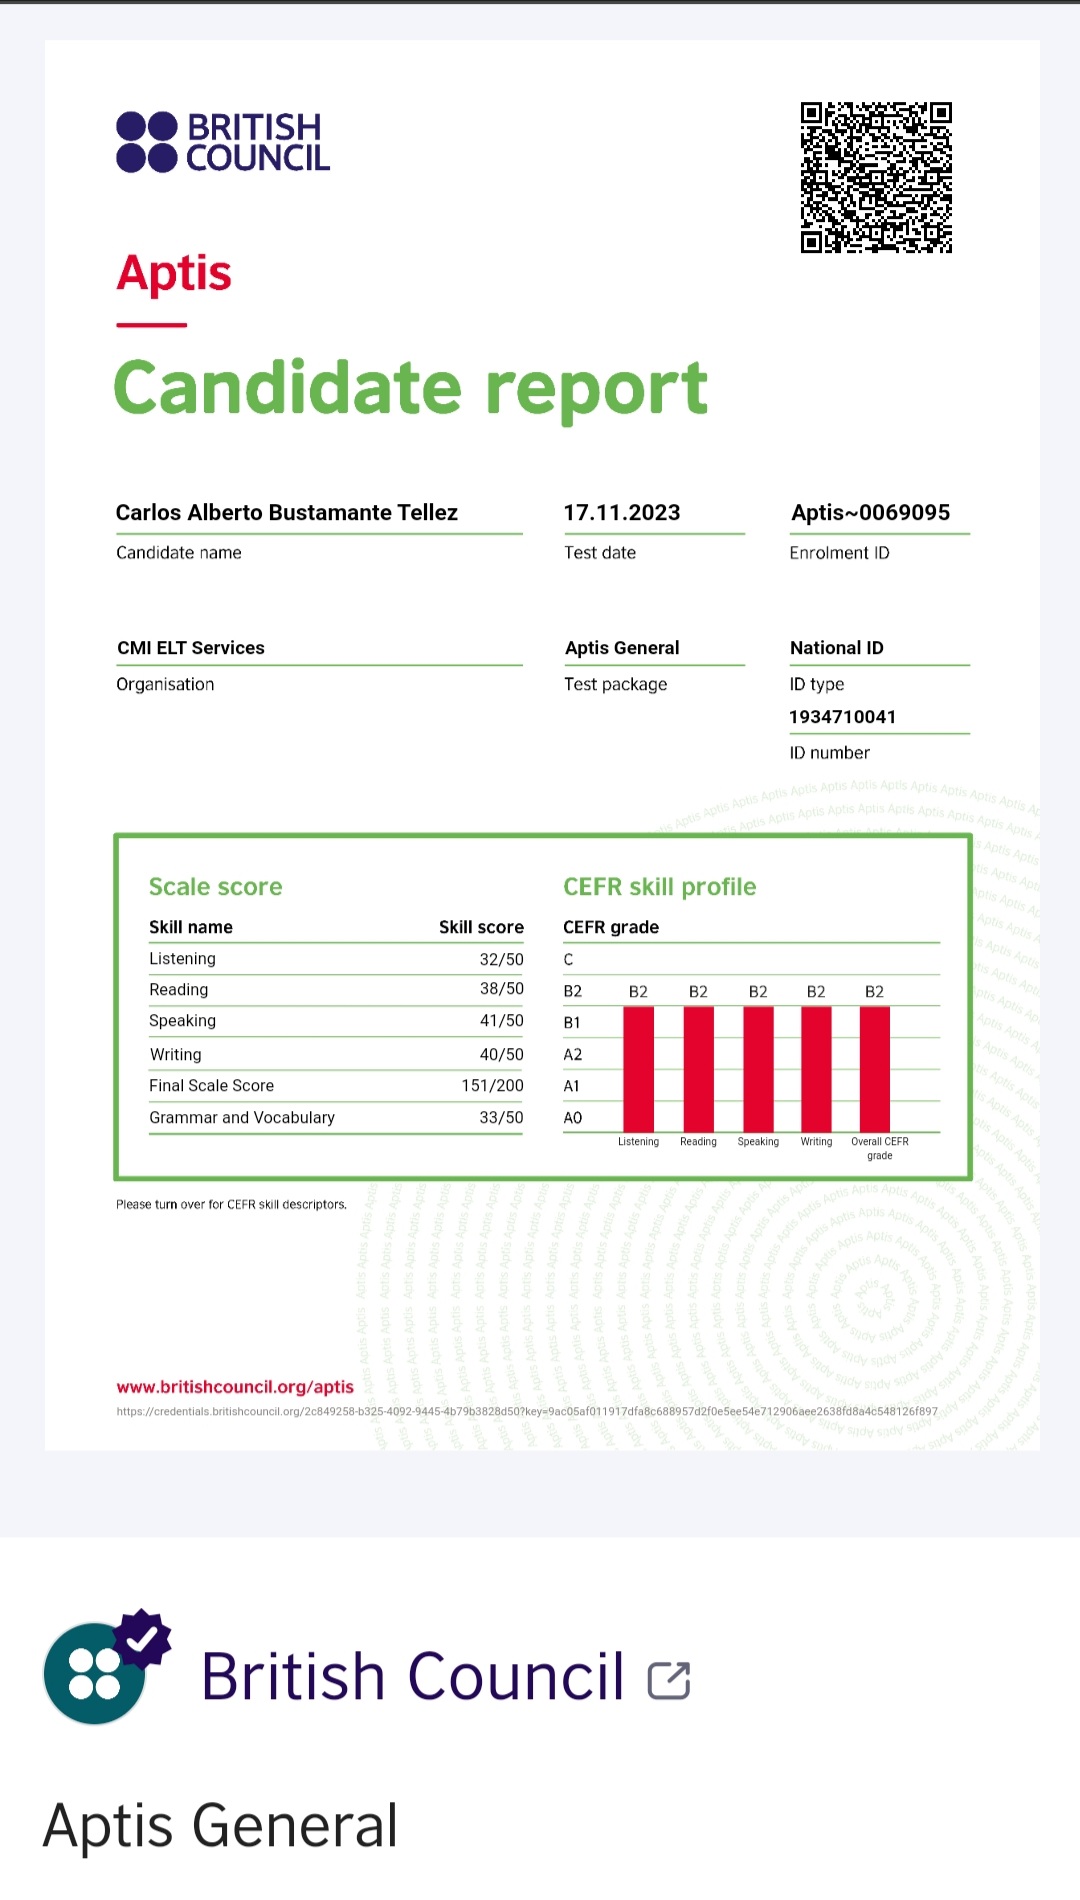 BRITISH
COUNCIL
Aptis
Candidate report
Carlos Alberto Bustamante Tellez 17.11.2023 Aptis~0069095
Candidate name Test date Enrolment ID
CMI ELT Services Aptis General National ID
Organisation Test package ID type
1934710041
ID number
Scale score CEFR skill profile
Skill name Skill score CEFR grade
Listening 32/50 C
Reading 38/50 B2 B2 B2 B2 B2 B2
Speaking 41/50 B1
Writing 40/50 A2
Final Scale Score 151/200 A1
Grammar and Vocabulary 33/50 A0
Listening Reading Speaking Writing Overall CEFR
grade
Please turn over for CEFR skill descriptors.
www.britishcouncil.org/aptis
https://credentials.britishcouncil.org/2c849258-b325-4092-9445-4b79b3828d50?key=9ac05af011917dfa8c688957d2f0e5ee54e712906aee2638fd8a4c548126f897
British Council
Aptis General